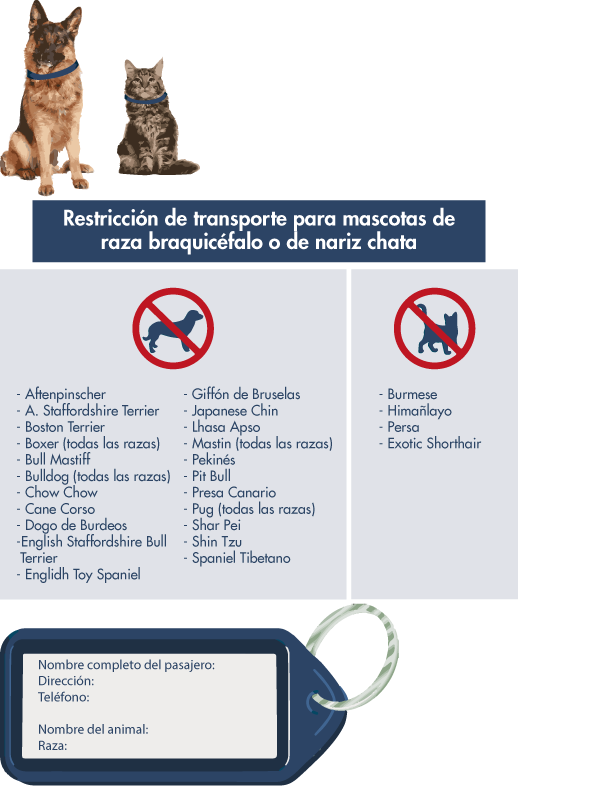 Restricción de transporte para mascotas de
raza braquicéfalo o de nariz chata
- Aftenpinscher
- A. Staffordshire Terrier
- Boston Terrier
- Boxer (todas las razas)
- Bull Mastiff
- Bulldog (todas las razas)
- Chow Chow
- Cane Corso
- Dogo de Burdeos
-English Staffordshire Bull
Terrier
- Englidh Toy Spaniel
- Giffón de Bruselas
- Japanese Chin
- Lhasa Apso
- Mastin (todas las razas)
- Pekinés
- Pit Bull
- Presa Canario
- Pug (todas las razas)
- Shar Pei
- Shin Tzu
- Spaniel Tibetano
- Burmese
- Himañlayo
- Persa
- Exotic Shorthair
Nombre completo del pasajero:
Dirección:
Teléfono:
Nombre del animal:
Raza: